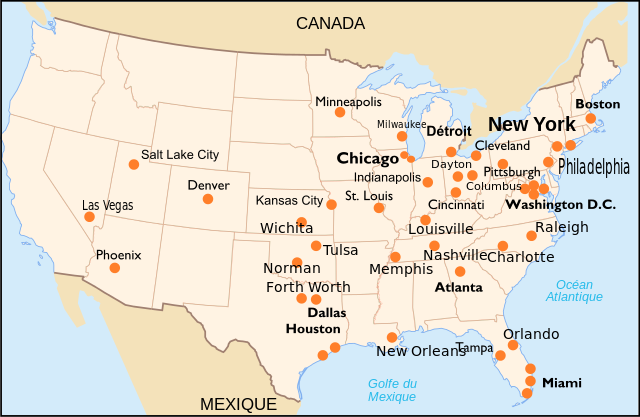 CANADA
Minneapolis
Boston
Milwaukee
Détroit
New York
Cleveland
Chicago
Salt Lake City
Dayton
Pittsburgh
Philadelphia
Indianapolis
Denver
Columbus
Kansas City
St. Louis
Las Vegas
Cincinnati
Washington D.C.
Wichita
Louisville
Raleigh
Tulsa
Phoenix
Nashville
Charlotte
Norman
Memphis
Forth Worth
Atlanta
Océan
Atlantique
Dallas
Houston
Orlando
New Orleans
Tampa
Golfe du
Mexique
Miami
MEXIQUE